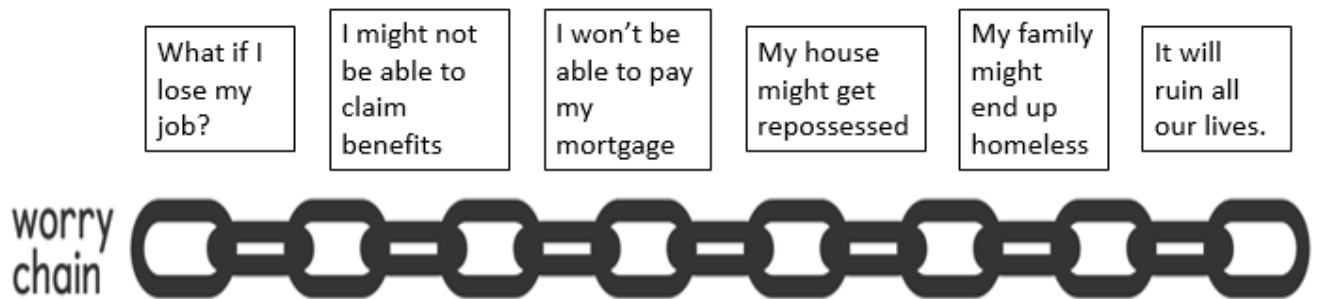 What if I
lose my
job?
I might not
be able to
claim
benefits
I won’t be
able to pay
my
mortgage
My house
might get
repossessed
My family
might
end up
homeless
It will
ruin all
our lives.
worry
chain